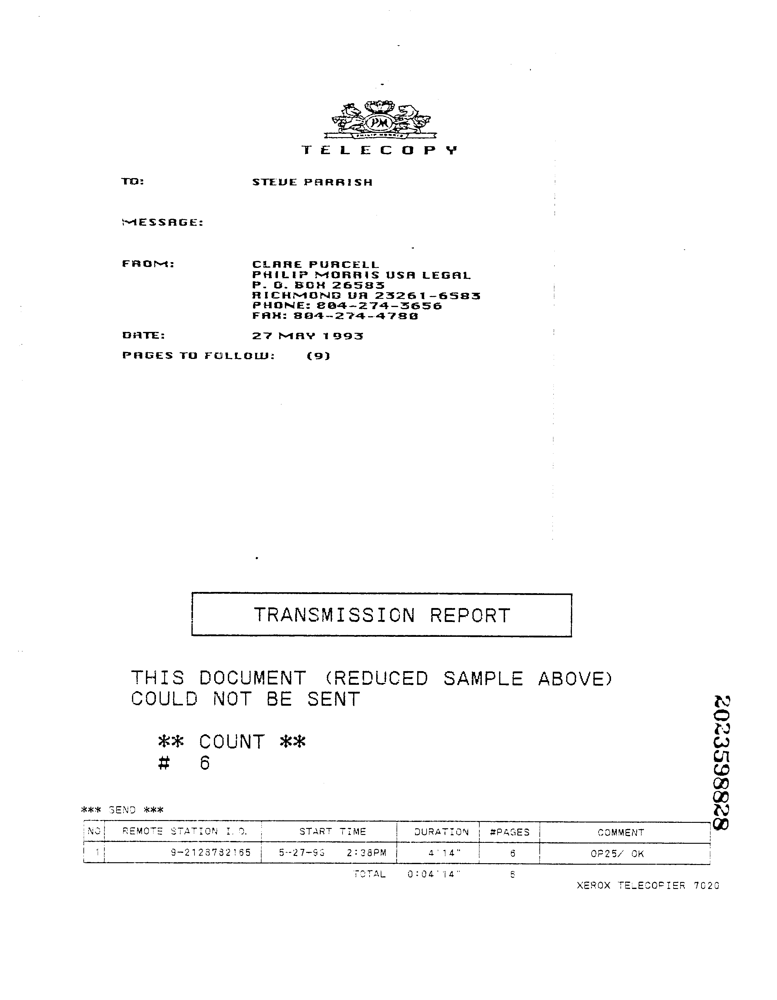 PM
PHILIP MORRIS
TELECOPY
TO: STEVE PARRISH
MESSAGE:
FROM: CLARE PURCELL
PHILIP MORRIS USA LEGAL
P. O. BOX 26583
RICHMOND VA 23261-6583
PHONE: 804-274-3656
FAX: 804-274-4780
DATE: 27 MAY 1993
PAGES TO FOLLOW: (9)
TRANSMISSION REPORT
THIS DOCUMENT (REDUCED SAMPLE ABOVE)
COULD NOT BE SENT
** COUNT **
# 6
2023598828
*** SEND ***
NO REMOTE STATION I.D. START TIME DURATION #PAGES COMMENT
1 9-2128782165 5-27-93 2:38PM 4'14" 6 OP25/ OK
TOTAL 0:04'14" 6
XEROX TELECOPIER 7020